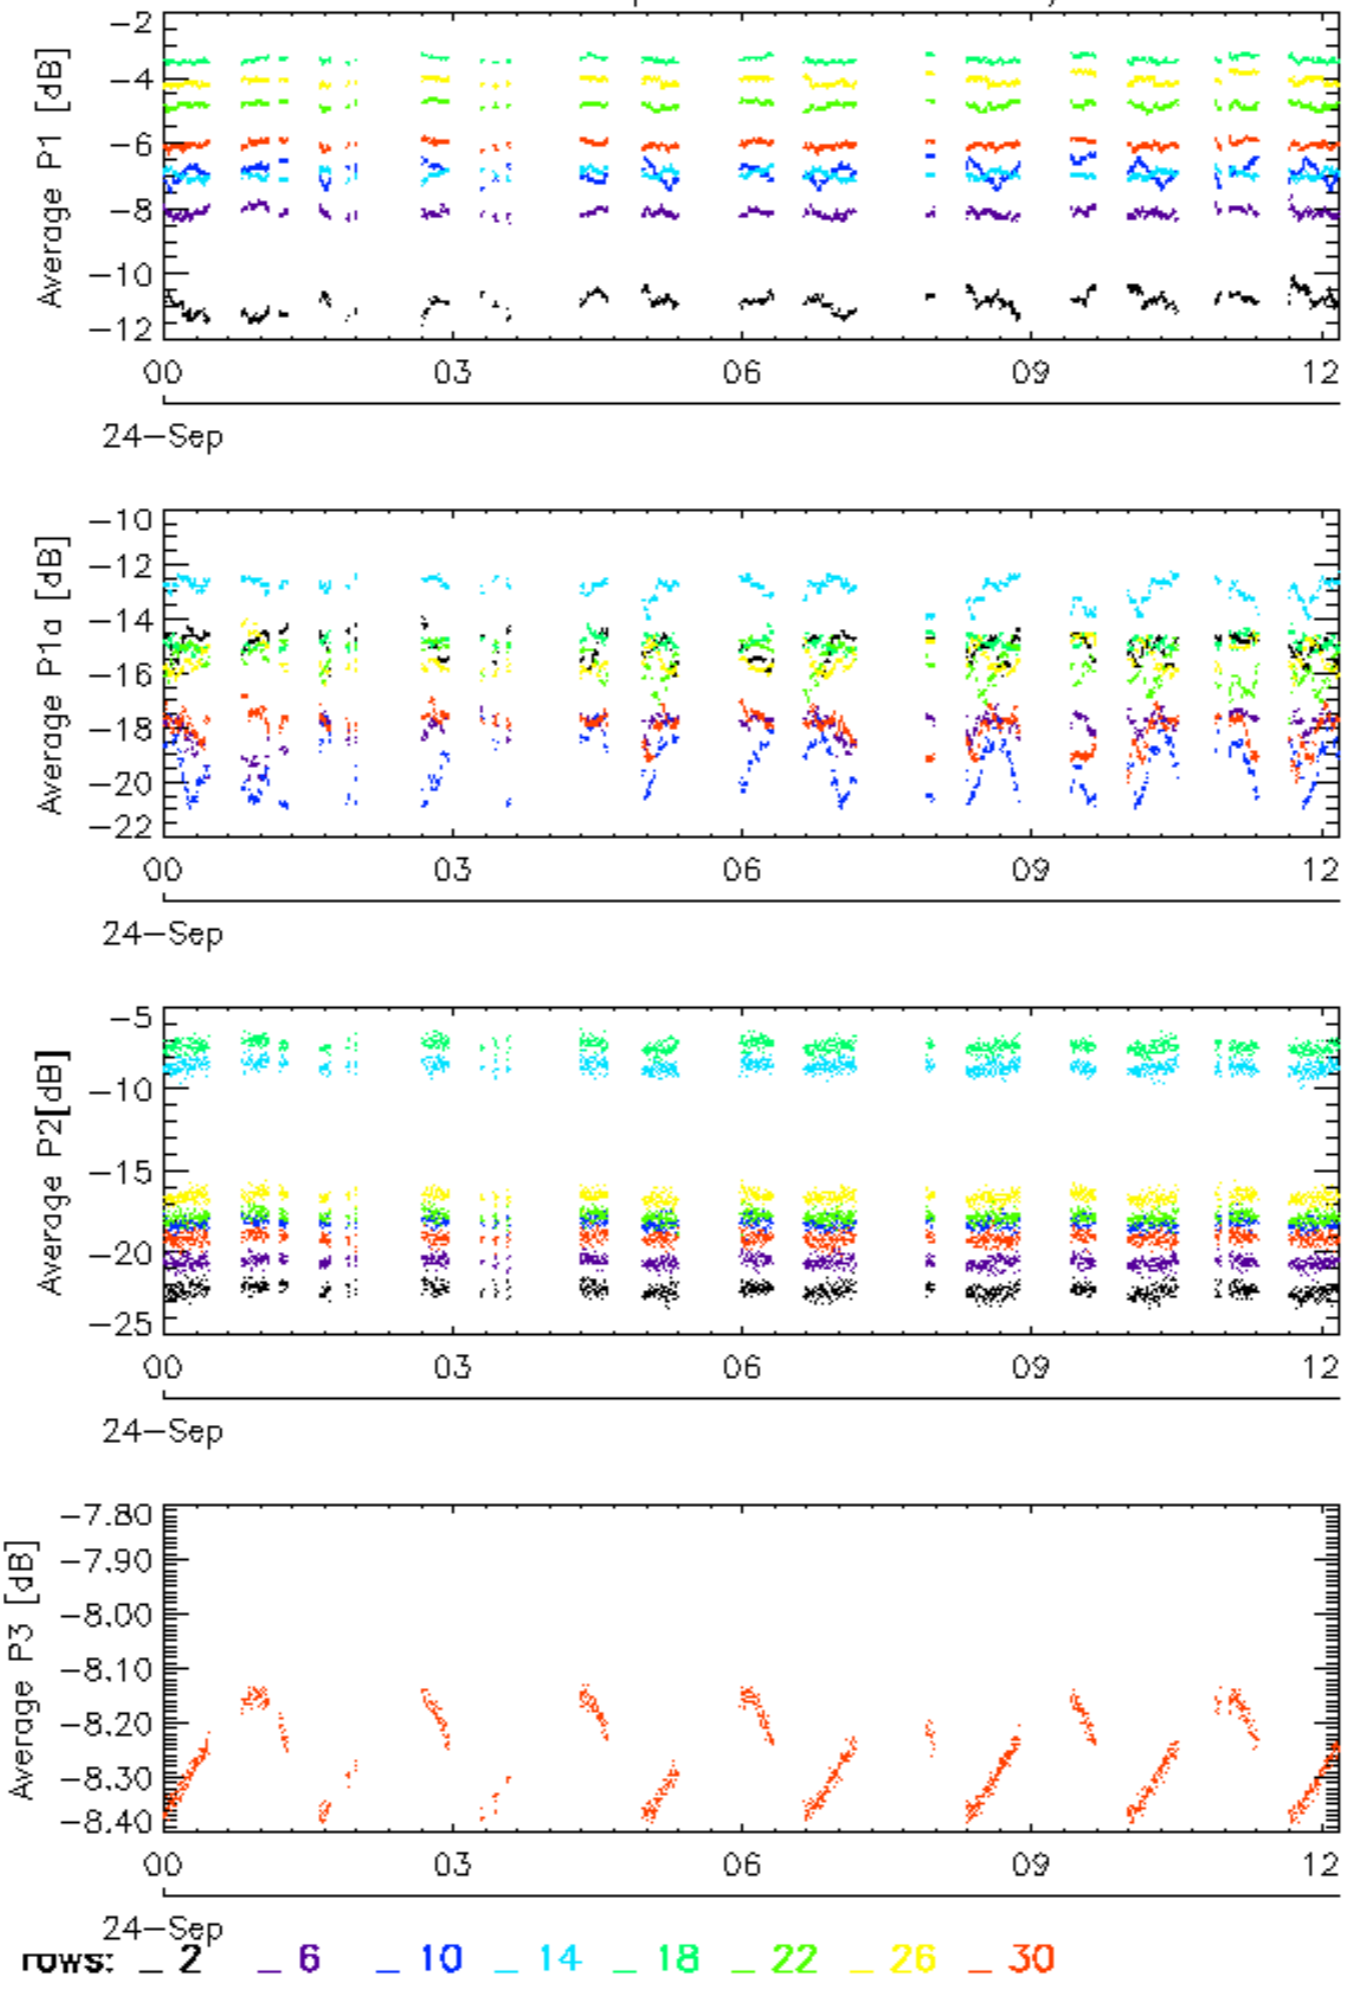 Average P1 [dB]
-2
-4
-6
-8
-10
-12
00 03 06 09 12
24-Sep
Average P1a [dB]
-10
-12
-14
-16
-18
-20
-22
00 03 06 09 12
24-Sep
Average P2[dB]
-5
-10
-15
-20
-25
00 03 06 09 12
24-Sep
Average P3 [dB]
-7.80
-7.90
-8.00
-8.10
-8.20
-8.30
-8.40
00 03 06 09 12
24-Sep
rows: _ 2 _ 6 _ 10 _ 14 _ 18 _ 22 _ 26 _ 30